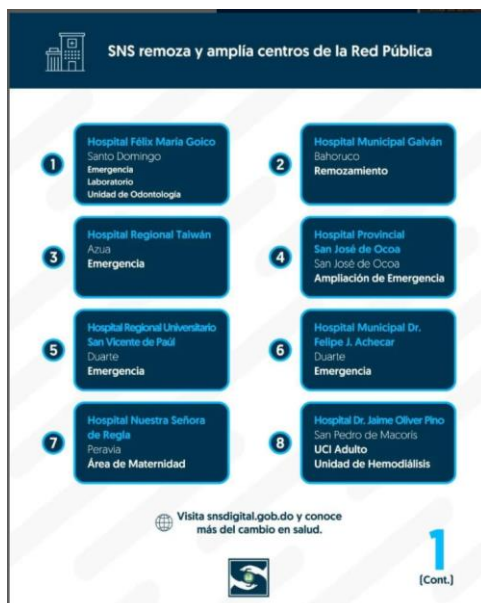 SNS remoza y amplía centros de la Red Pública
1
Hospital Félix María Goico
Santo Domingo
Emergencia
Laboratorio
Unidad de Odontología
2
Hospital Municipal Galván
Bahoruco
Remozamiento
3
Hospital Regional Taiwán
Azua
Emergencia
4
Hospital Provincial
San José de Ocoa
San José de Ocoa
Ampliación de Emergencia
5
Hospital Regional Universitario
San Vicente de Paúl
Duarte
Emergencia
6
Hospital Municipal Dr.
Felipe J. Achecar
Duarte
Emergencia
7
Hospital Nuestra Señora
de Regla
Peravia
Área de Maternidad
8
Hospital Dr. Jaime Oliver Pino
San Pedro de Macorís
UCI Adulto
Unidad de Hemodiálisis
Visita snsdigital.gob.do y conoce
más del cambio en salud.
1
(Cont.)